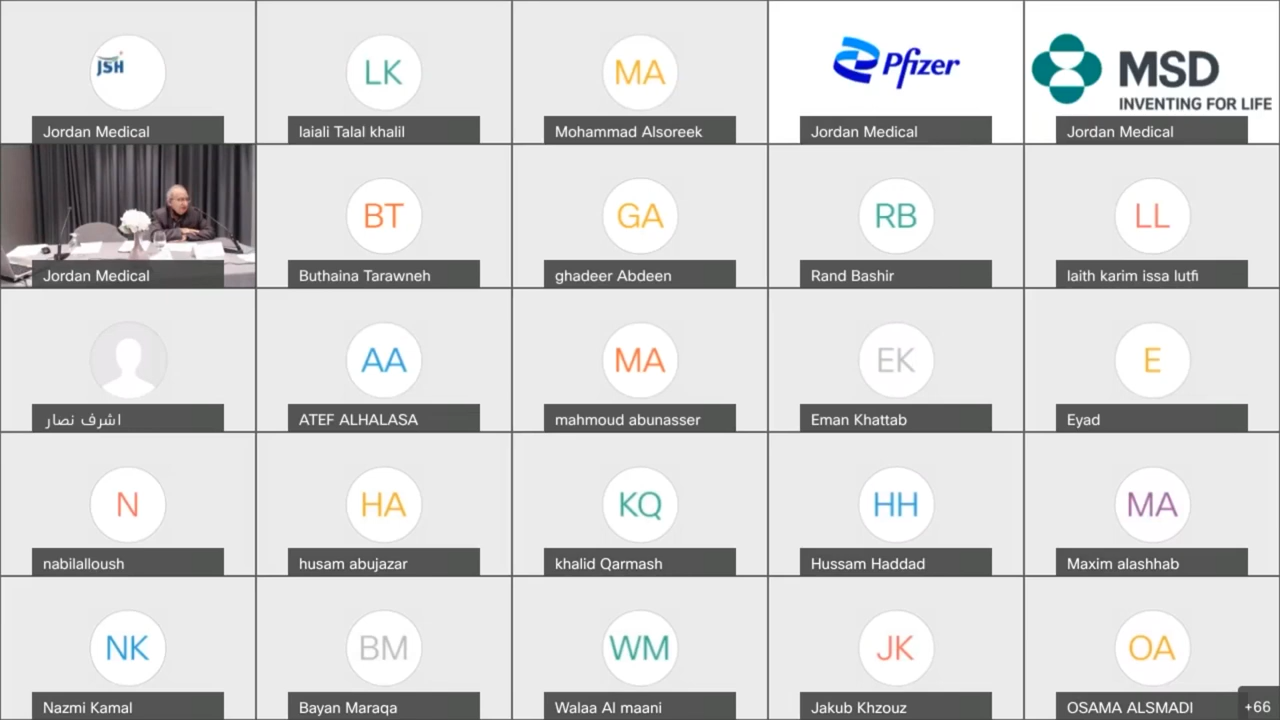 JSH
Jordan Medical
LK
laiali Talal khalil
MA
Mohammad Alsoreek
Pfizer
Jordan Medical
MSD
INVENTING FOR LIFE
Jordan Medical
Jordan Medical
BT
Buthaina Tarawneh
GA
ghadeer Abdeen
RB
Rand Bashir
LL
laith karim issa lutfi
اشرف نصار
AA
ATEF ALHALASA
MA
mahmoud abunasser
EK
Eman Khattab
E
Eyad
N
nabilalloush
HA
husam abujazar
KQ
khalid Qarmash
HH
Hussam Haddad
MA
Maxim alashhab
NK
Nazmi Kamal
BM
Bayan Maraqa
WM
Walaa Al maani
JK
Jakub Khzouz
OA
OSAMA ALSMADI
+66